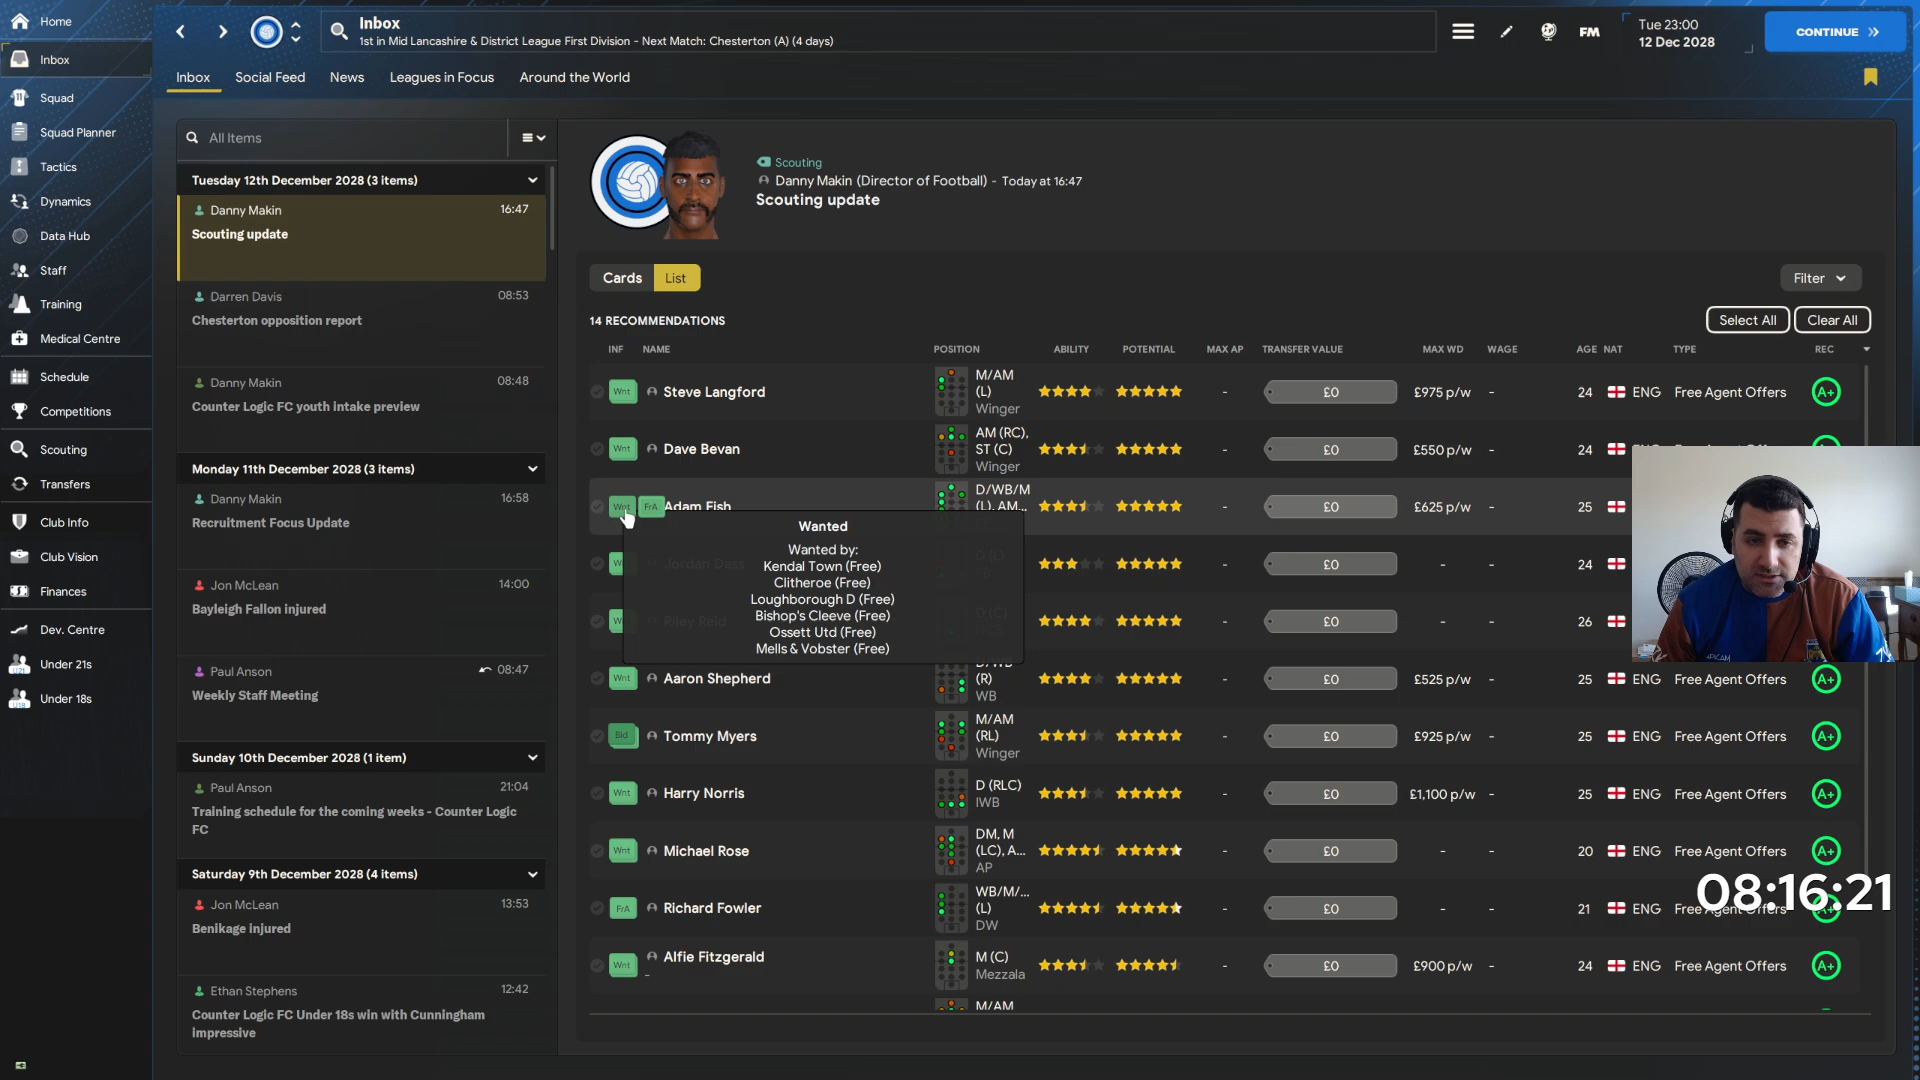 Home
Inbox
Squad
Squad Planner
Tactics
Dynamics
Data Hub
Staff
Training
Medical Centre
Schedule
Competitions
Scouting
Transfers
Club Info
Club Vision
Finances
Dev. Centre
Under 21s
Under 18s
Inbox
1st in Mid Lancashire & District League First Division - Next Match: Chesterton (A) (4 days)
FM
Tue 23:00
12 Dec 2028
CONTINUE
Inbox Social Feed News Leagues in Focus Around the World
All Items
Tuesday 12th December 2028 (3 items)
Danny Makin 16:47
Scouting update
Darren Davis 08:53
Chesterton opposition report
Danny Makin 08:48
Counter Logic FC youth intake preview
Monday 11th December 2028 (3 items)
Danny Makin 16:58
Recruitment Focus Update
Jon McLean 14:00
Bayleigh Fallon injured
Paul Anson 08:47
Weekly Staff Meeting
Sunday 10th December 2028 (1 item)
Paul Anson 21:04
Training schedule for the coming weeks - Counter Logic
FC
Saturday 9th December 2028 (4 items)
Jon McLean 13:53
Benikage injured
Ethan Stephens 12:42
Counter Logic FC Under 18s win with Cunningham
impressive
Scouting
Danny Makin (Director of Football) - Today at 16:47
Scouting update
Cards List Filter
14 RECOMMENDATIONS Select All Clear All
INF NAME POSITION ABILITY POTENTIAL MAX AP TRANSFER VALUE MAX WD WAGE AGE NAT TYPE REC
Wnt Steve Langford M/AM (L) Winger - £0 £975 p/w - 24 ENG Free Agent Offers A+
Wnt Dave Bevan AM (RC), ST (C) Winger - £0 £550 p/w - 24
Wnt FrA Adam Fish D/WB/M (L), AM... - £0 £625 p/w - 25
Wanted
Wanted by:
Kendal Town (Free)
Clitheroe (Free)
Loughborough D (Free)
Bishop's Cleeve (Free)
Ossett Utd (Free)
Mells & Vobster (Free)
Jordan Dass D (L) - £0 - - 24
Riley Reid D (C) - £0 - - 26
Wnt Aaron Shepherd D/WB (R) WB - £0 £525 p/w - 25 ENG Free Agent Offers A+
Bid Tommy Myers M/AM (RL) Winger - £0 £925 p/w - 25 ENG Free Agent Offers A+
Wnt Harry Norris D (RLC) IWB - £0 £1,100 p/w - 25 ENG Free Agent Offers A+
Wnt Michael Rose DM, M (LC), A... AP - £0 - - 20 ENG Free Agent Offers A+
FrA Richard Fowler WB/M/... (L) DW - £0 - - 21 ENG Free Agent Offers
Wnt Alfie Fitzgerald - M (C) Mezzala - £0 £900 p/w - 24 ENG Free Agent Offers A+
M/AM
08:16:21